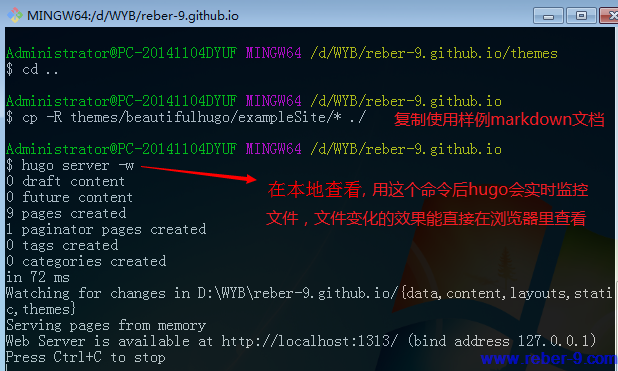 MINGW64:/d/WYB/reber-9.github.io
Administrator@PC-20141104DYUF MINGW64 /d/WYB/reber-9.github.io/themes
$ cd ..
Administrator@PC-20141104DYUF MINGW64 /d/WYB/reber-9.github.io
$ cp -R themes/beautifulhugo/exampleSite/* ./
复制使用样例markdown文档
Administrator@PC-20141104DYUF MINGW64 /d/WYB/reber-9.github.io
$ hugo server -w
在本地查看, 用这个命令后hugo会实时监控
文件，文件变化的效果能直接在浏览器里查看
0 draft content
0 future content
9 pages created
1 paginator pages created
0 tags created
0 categories created
in 72 ms
Watching for changes in D:\WYB\reber-9.github.io/{data,content,layouts,stati
c,themes}
Serving pages from memory
Web Server is available at http://localhost:1313/ (bind address 127.0.0.1)
Press Ctrl+C to stop
www.reber-9.com